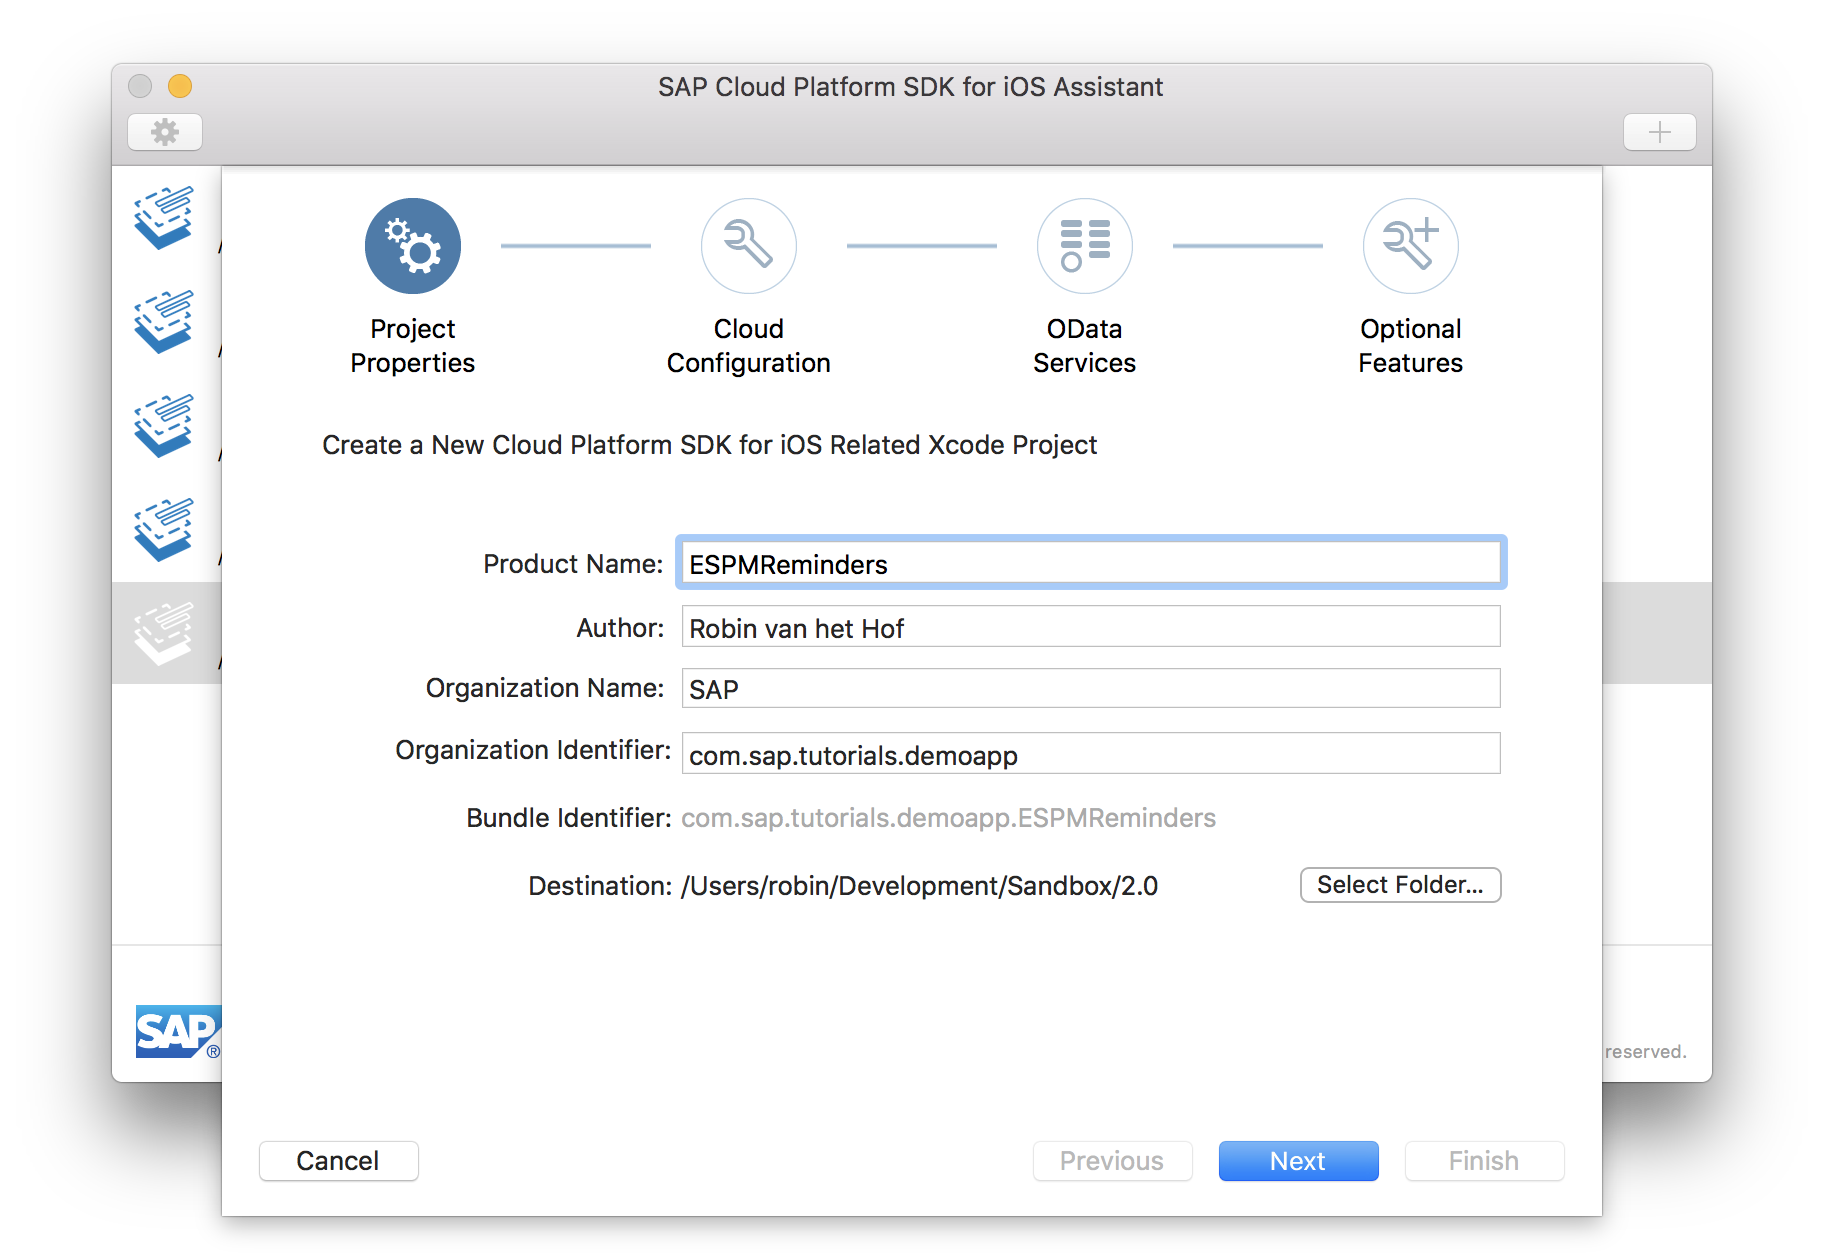 SAP Cloud Platform SDK for iOS Assistant
Project
Properties
Cloud
Configuration
OData
Services
Optional
Features
Create a New Cloud Platform SDK for iOS Related Xcode Project
Product Name: ESPMReminders
Author: Robin van het Hof
Organization Name: SAP
Organization Identifier: com.sap.tutorials.demoapp
Bundle Identifier: com.sap.tutorials.demoapp.ESPMReminders
Destination: /Users/robin/Development/Sandbox/2.0 Select Folder...
SAP®
reserved.
Cancel Previous Next Finish